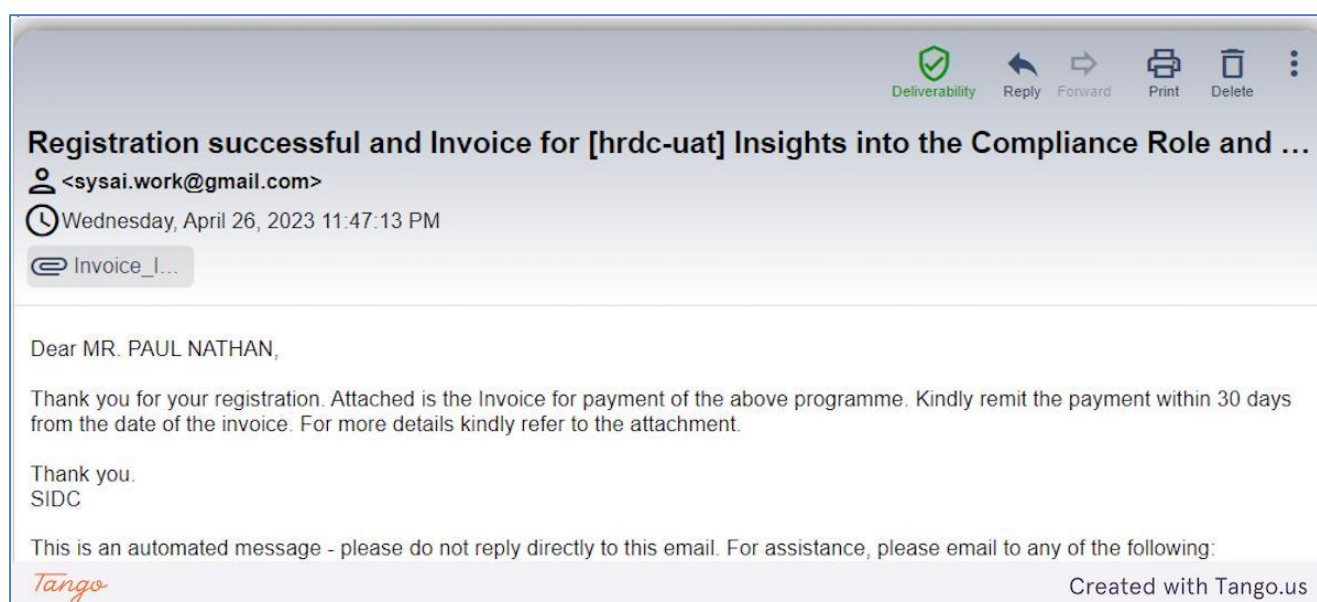 Deliverability Reply Forward Print Delete
Registration successful and Invoice for [hrdc-uat] Insights into the Compliance Role and ...
<sysai.work@gmail.com>
Wednesday, April 26, 2023 11:47:13 PM
Invoice_I...
Dear MR. PAUL NATHAN,
Thank you for your registration. Attached is the Invoice for payment of the above programme. Kindly remit the payment within 30 days
from the date of the invoice. For more details kindly refer to the attachment.
Thank you.
SIDC
This is an automated message - please do not reply directly to this email. For assistance, please email to any of the following:
Tango
Created with Tango.us